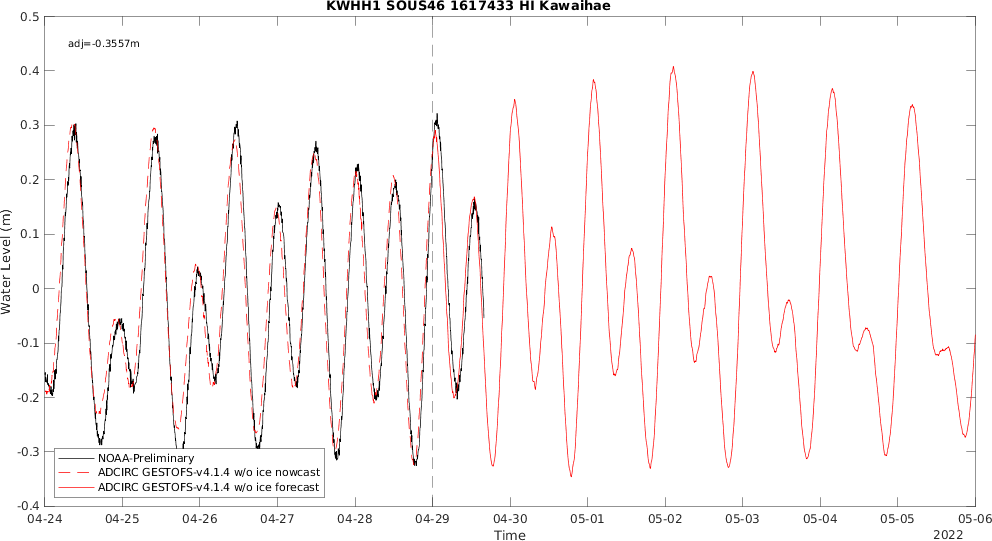 KWHH1 SOUS46 1617433 HI Kawaihae
adj=-0.3557m
Water Level (m)
0.5
0.4
0.3
0.2
0.1
0
-0.1
-0.2
-0.3
-0.4
NOAA-Preliminary
ADCIRC GESTOFS-v4.1.4 w/o ice nowcast
ADCIRC GESTOFS-v4.1.4 w/o ice forecast
04-24 04-25 04-26 04-27 04-28 04-29 04-30 05-01 05-02 05-03 05-04 05-05 05-06
Time
2022